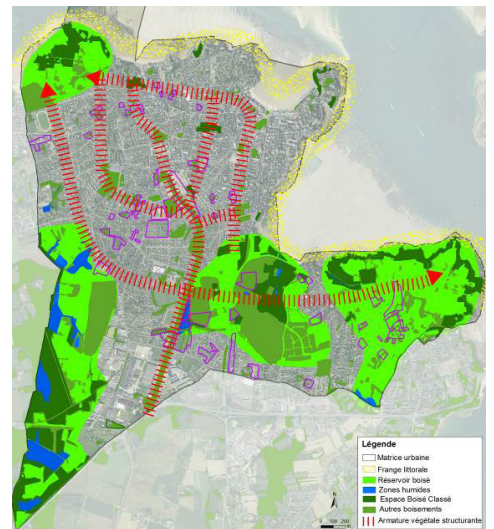 Légende
Matrice urbaine
Frange littorale
Réservoir boisé
Zones humides
Espace Boisé Classé
Autres boisements
Armature végétale structurante